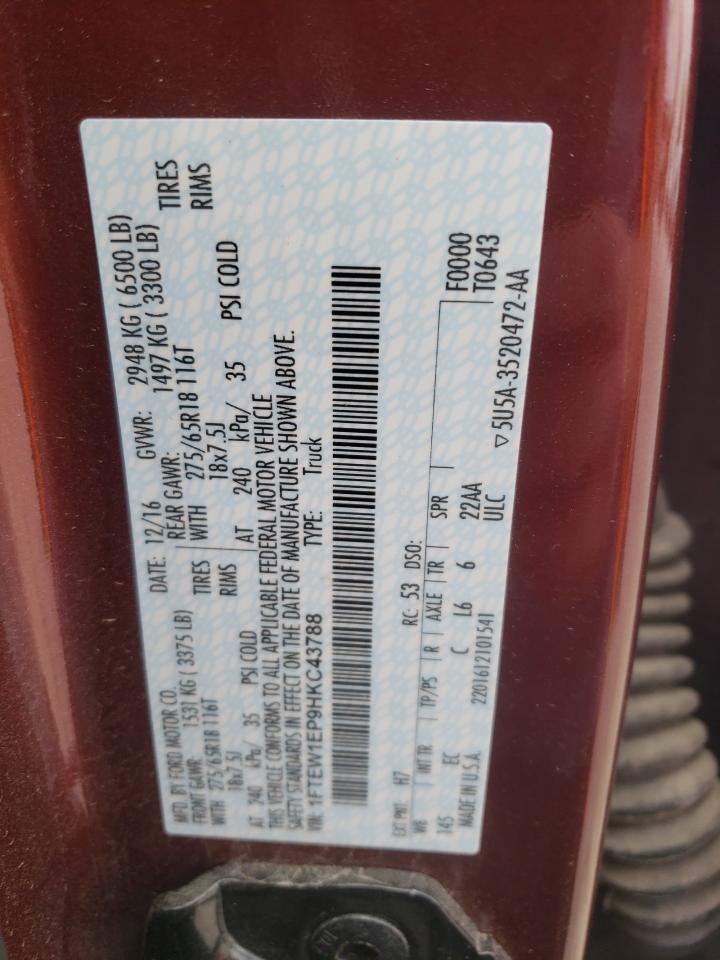 MFD. BY FORD MOTOR CO.
DATE: 12/16 GVWR: 2948 KG ( 6500 LB)
FRONT GAWR: 1531 KG ( 3375 LB) REAR GAWR: 1497 KG ( 3300 LB)
WITH 275/65R18 116T TIRES WITH 275/65R18 116T TIRES
18x7.5J RIMS 18x7.5J RIMS
AT 240 kPa/ 35 PSI COLD AT 240 kPa/ 35 PSI COLD
THIS VEHICLE CONFORMS TO ALL APPLICABLE FEDERAL MOTOR VEHICLE
SAFETY STANDARDS IN EFFECT ON THE DATE OF MANUFACTURE SHOWN ABOVE.
VIN: 1FTEW1EP9HKC43788 TYPE: Truck
EXT PNT: H7 RC: 53 DSO: F0000
WB INT TR TP/PS R AXLE TR SPR T0643
145 EC C L6 6 22AA
MADE IN U.S.A. 2201612101541 ULC ▽5U5A-3520472-AA